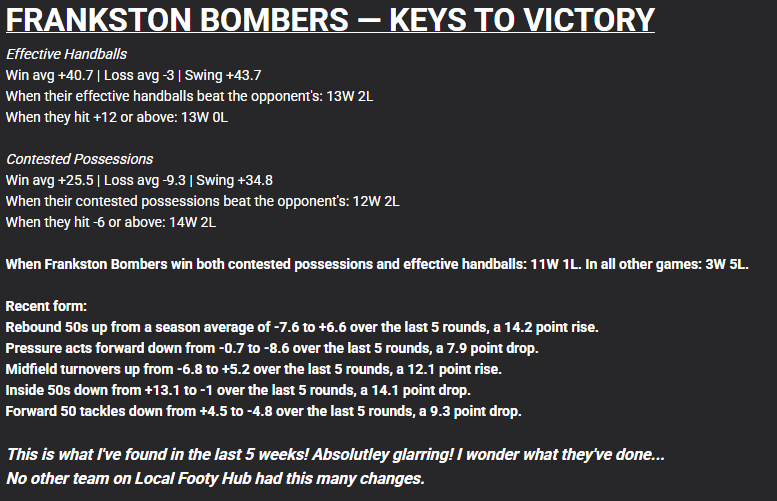 FRANKSTON BOMBERS — KEYS TO VICTORY
Effective Handballs
Win avg +40.7 | Loss avg -3 | Swing +43.7
When their effective handballs beat the opponent's: 13W 2L
When they hit +12 or above: 13W 0L
Contested Possessions
Win avg +25.5 | Loss avg -9.3 | Swing +34.8
When their contested possessions beat the opponent's: 12W 2L
When they hit -6 or above: 14W 2L
When Frankston Bombers win both contested possessions and effective handballs: 11W 1L. In all other games: 3W 5L.
Recent form:
Rebound 50s up from a season average of -7.6 to +6.6 over the last 5 rounds, a 14.2 point rise.
Pressure acts forward down from -0.7 to -8.6 over the last 5 rounds, a 7.9 point drop.
Midfield turnovers up from -6.8 to +5.2 over the last 5 rounds, a 12.1 point rise.
Inside 50s down from +13.1 to -1 over the last 5 rounds, a 14.1 point drop.
Forward 50 tackles down from +4.5 to -4.8 over the last 5 rounds, a 9.3 point drop.
This is what I've found in the last 5 weeks! Absolutley glarring! I wonder what they've done...
No other team on Local Footy Hub had this many changes.